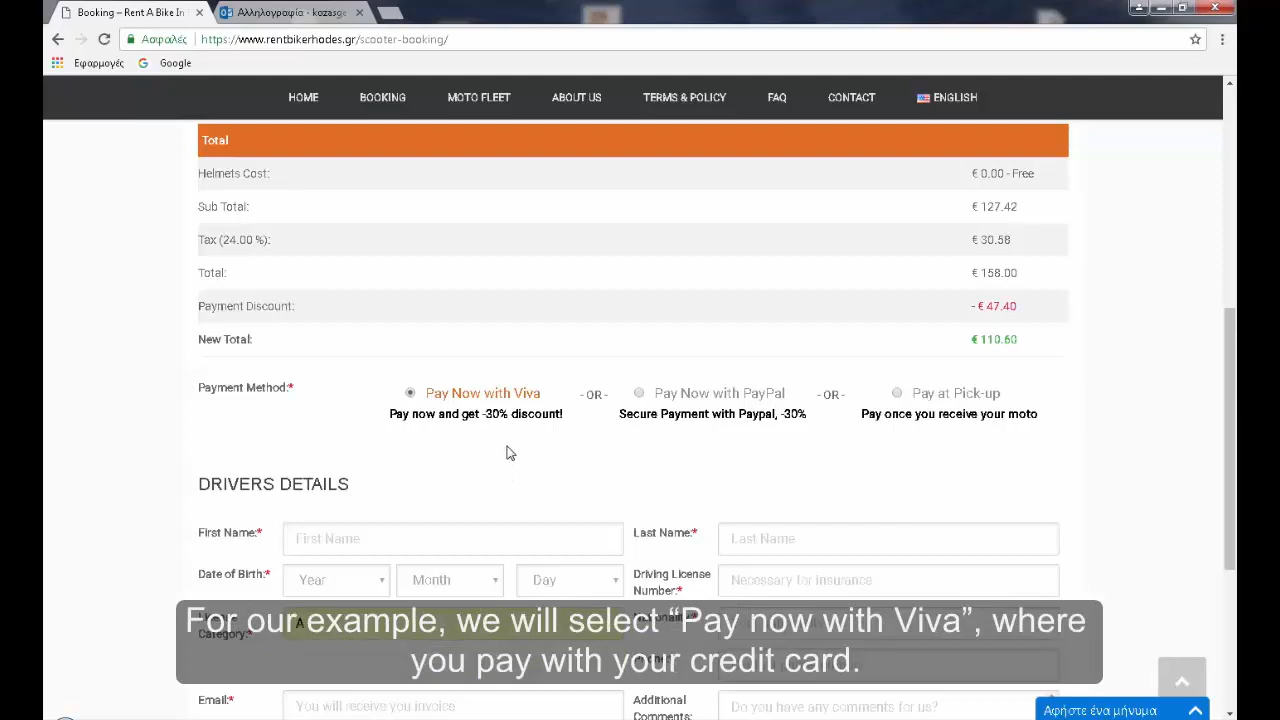 Booking – Rent A Bike In
Αλληλογραφία - kazasge
Ασφαλές https://www.rentbikerhodes.gr/scooter-booking/
Εφαρμογές Google
HOME BOOKING MOTO FLEET ABOUT US TERMS & POLICY FAQ CONTACT ENGLISH
Total
Helmets Cost: € 0.00 - Free
Sub Total: € 127.42
Tax (24.00 %): € 30.58
Total: € 158.00
Payment Discount: - € 47.40
New Total: € 110.60
Payment Method:* Pay Now with Viva - OR - Pay Now with PayPal - OR - Pay at Pick-up
Pay now and get -30% discount! Secure Payment with Paypal, -30% Pay once you receive your moto
DRIVERS DETAILS
First Name:* First Name Last Name:* Last Name
Date of Birth:* Year Month Day Driving License Number:* Necessary for insurance
Category:* A
For our example, we will select “Pay now with Viva”, where
you pay with your credit card.
Email:* You will receive you invoice Additional Comments: Do you have any comments for us?
Αφήστε ένα μήνυμα